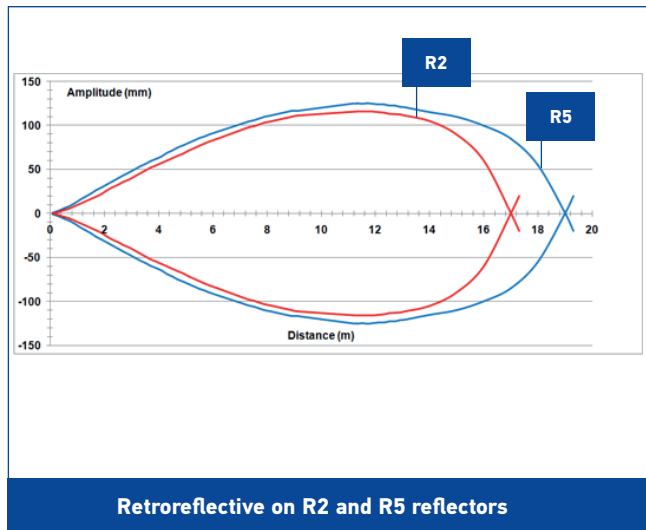 R2
R5
150
Amplitude (mm)
100
50
0
0 2 4 6 8 10 12 14 16 18 20
-50
-100
Distance (m)
-150
Retroreflective on R2 and R5 reflectors